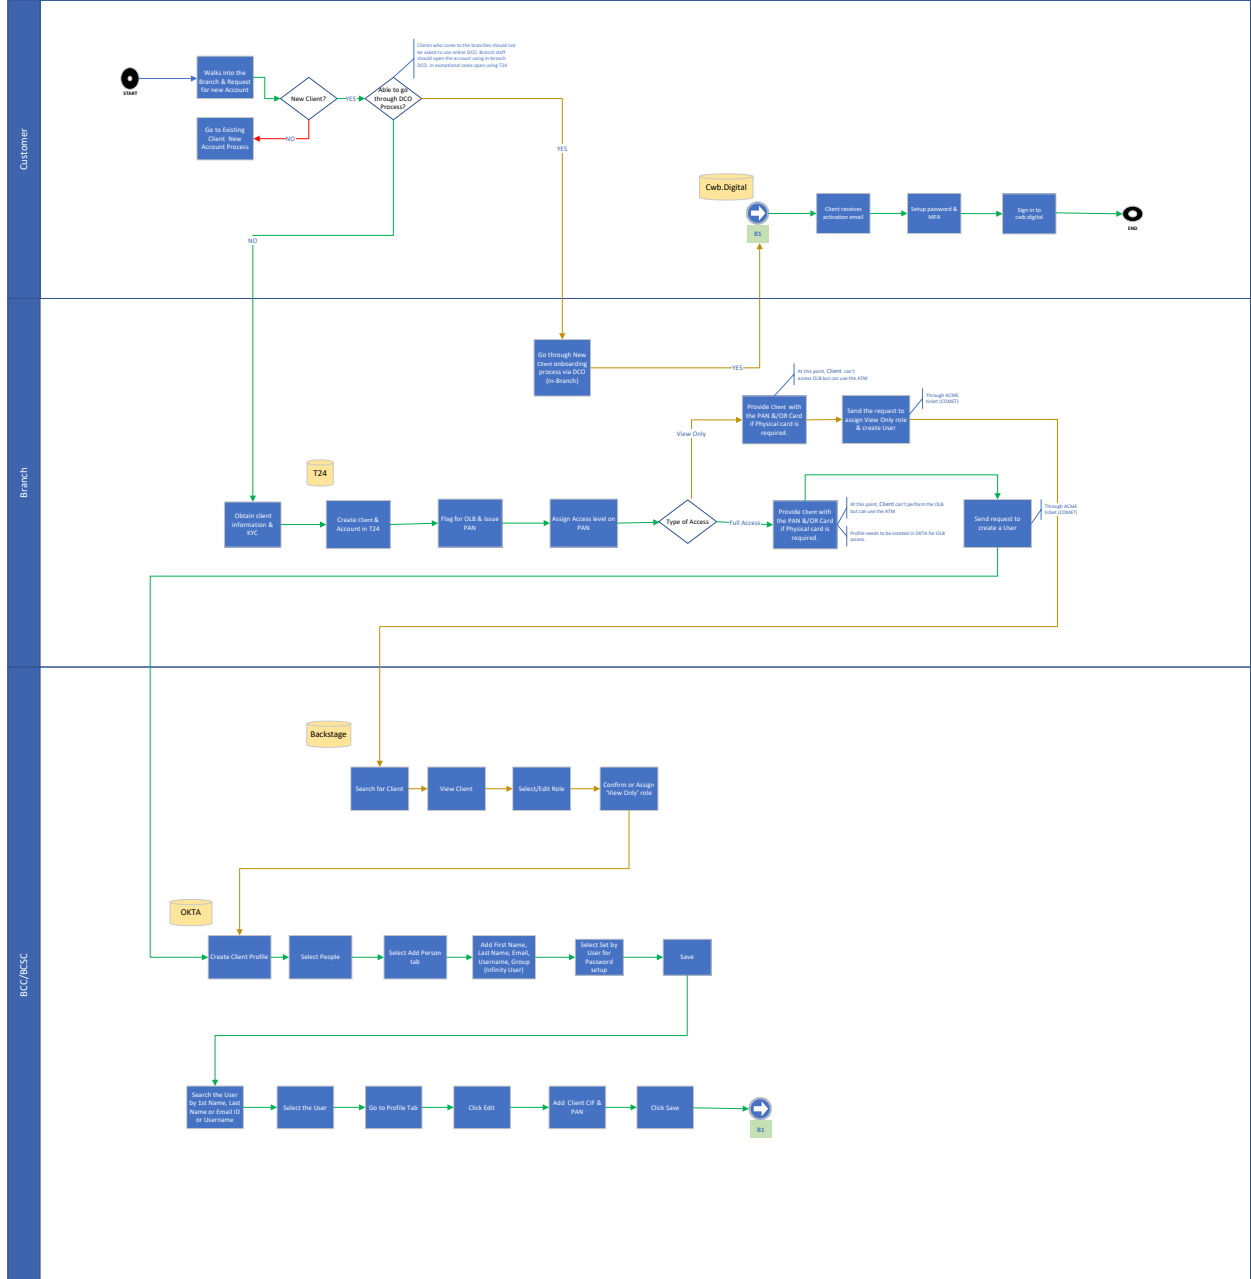 Customer
Clients who come to the branches should not
be asked to use online DCO. Branch staff
should open the account using in-branch
DCO. In exceptional cases open using T24
START
Walks into the
Branch & Request
for new Account
New Client?
YES
Able to go
through DCO
Process?
Go to Existing
Client New
Account Process
NO
YES
NO
Cwb.Digital
B1
Client receives
activation email
Setup password &
MFA
Sign in to
cwb.digital
END
Branch
Go through New
Client onboarding
process via DCO
(In-Branch)
YES
At this point, Client can't
access OLB but can use the ATM
Provide Client with
the PAN &/OR Card
if Physical card is
required.
Send the request to
assign View Only role
& create User
Through ACME
ticket (COMET)
View Only
T24
Obtain client
information &
KYC
Create Client &
Account in T24
Flag for OLB & Issue
PAN
Assign Access level on
PAN
Type of Access
Full Access
Provide Client with
the PAN &/OR Card
if Physical card is
required.
At this point, Client can't perform the OLB
but can use the ATM
Profile needs to be created in OKTA for OLB
access.
Send request to
create a User
Through ACME
ticket (COMET)
BCC/BCSC
Backstage
Search for Client
View Client
Select/Edit Role
Confirm or Assign
'View Only' role
OKTA
Create Client Profile
Select People
Select Add Person
tab
Add First Name,
Last Name, Email,
Username, Group
(Infinity User)
Select Set by
User for
Password
setup
Save
Search the User
by 1st Name, Last
Name or Email ID
or Username
Select the User
Go to Profile Tab
Click Edit
Add Client CIF &
PAN
Click Save
B1